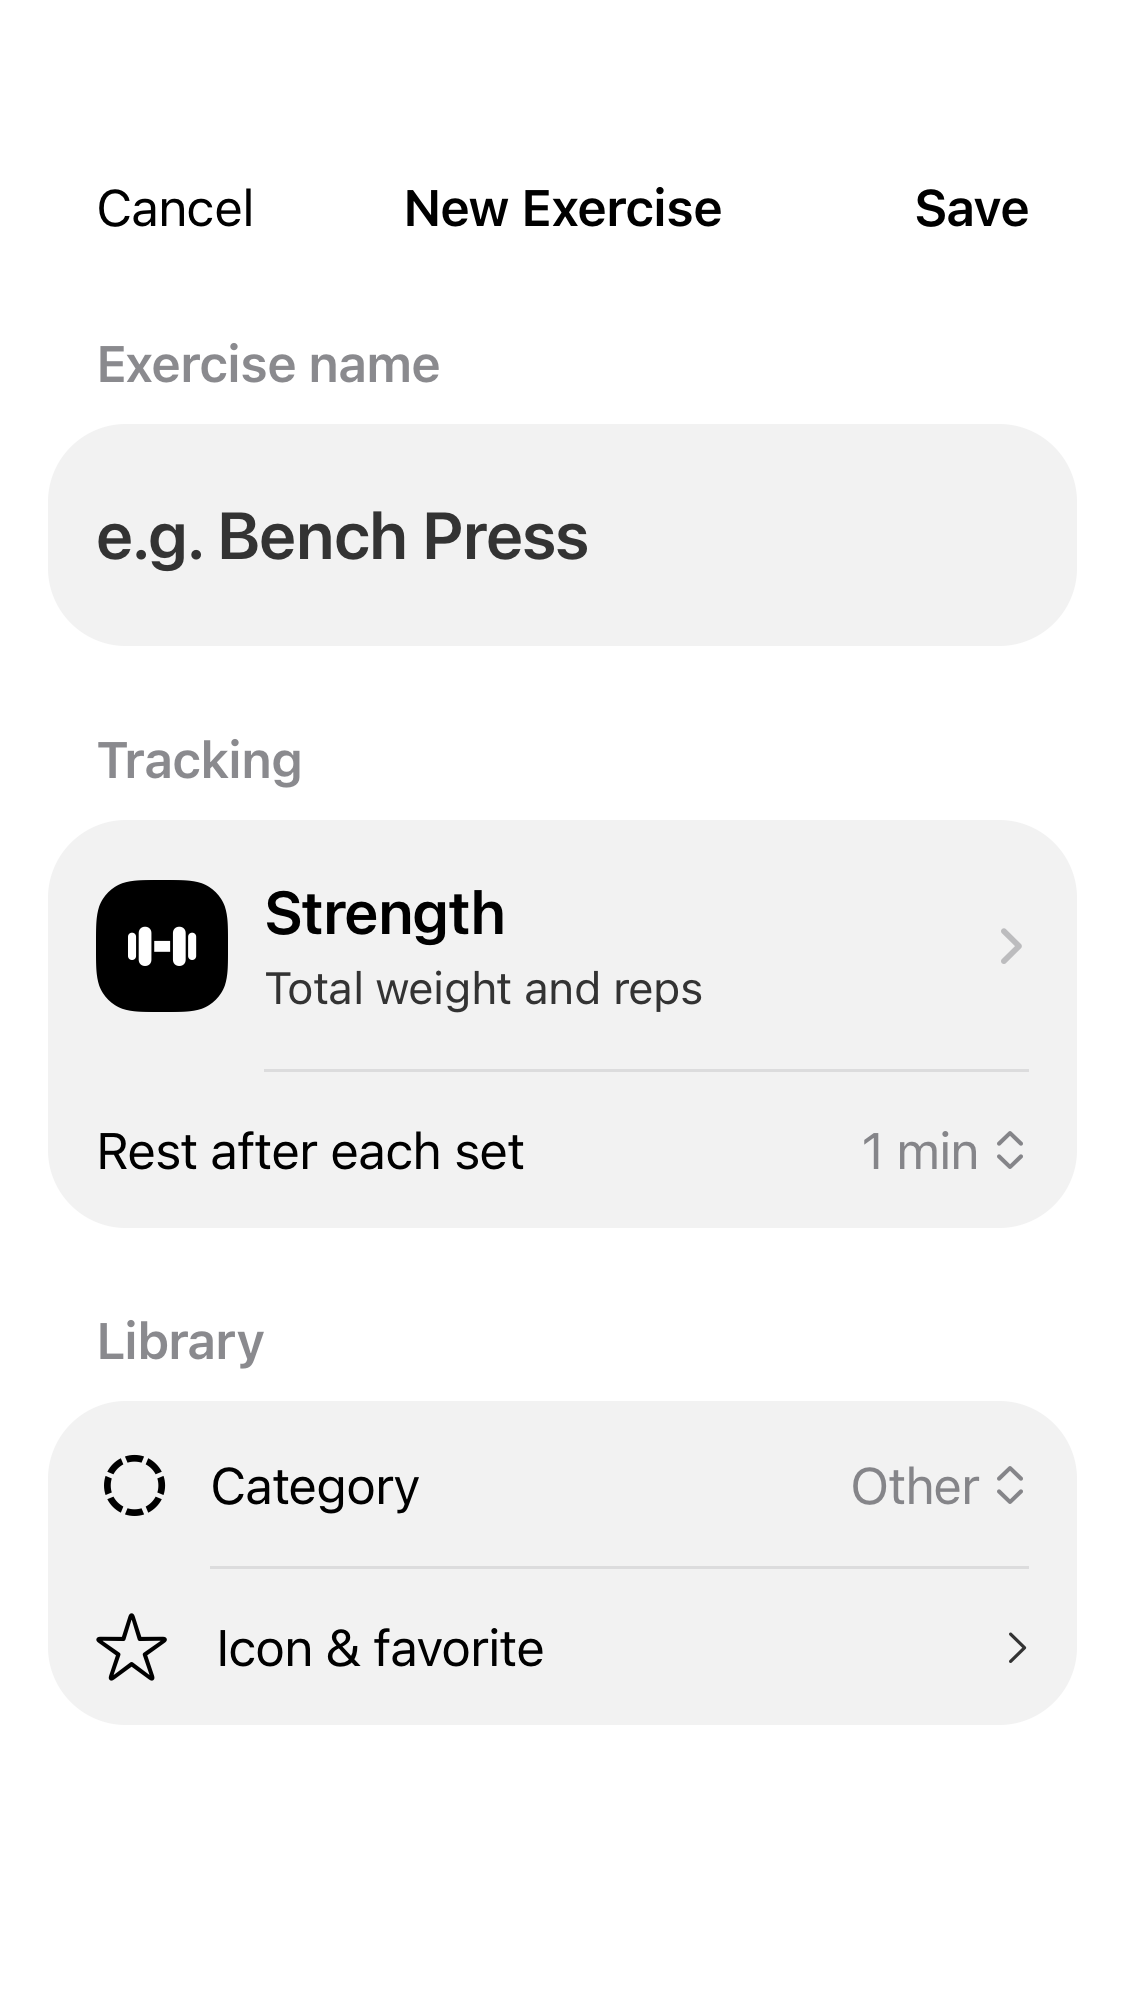 Cancel New Exercise Save
Exercise name
e.g. Bench Press
Tracking
Strength
Total weight and reps
Rest after each set 1 min
Library
Category Other
Icon & favorite